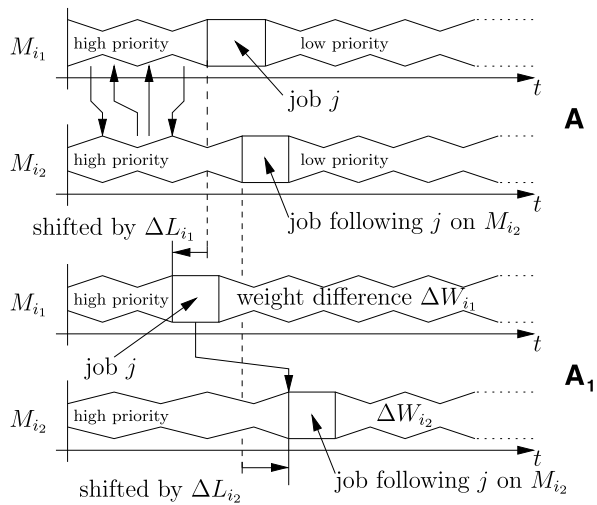 M_{i_1} high priority low priority
t
job j
A
M_{i_2} high priority low priority
t
shifted by ΔL_{i_1} job following j on M_{i_2}
M_{i_1} high priority weight difference ΔW_{i_1}
t
job j
A_1
M_{i_2} high priority ΔW_{i_2}
t
shifted by ΔL_{i_2} job following j on M_{i_2}